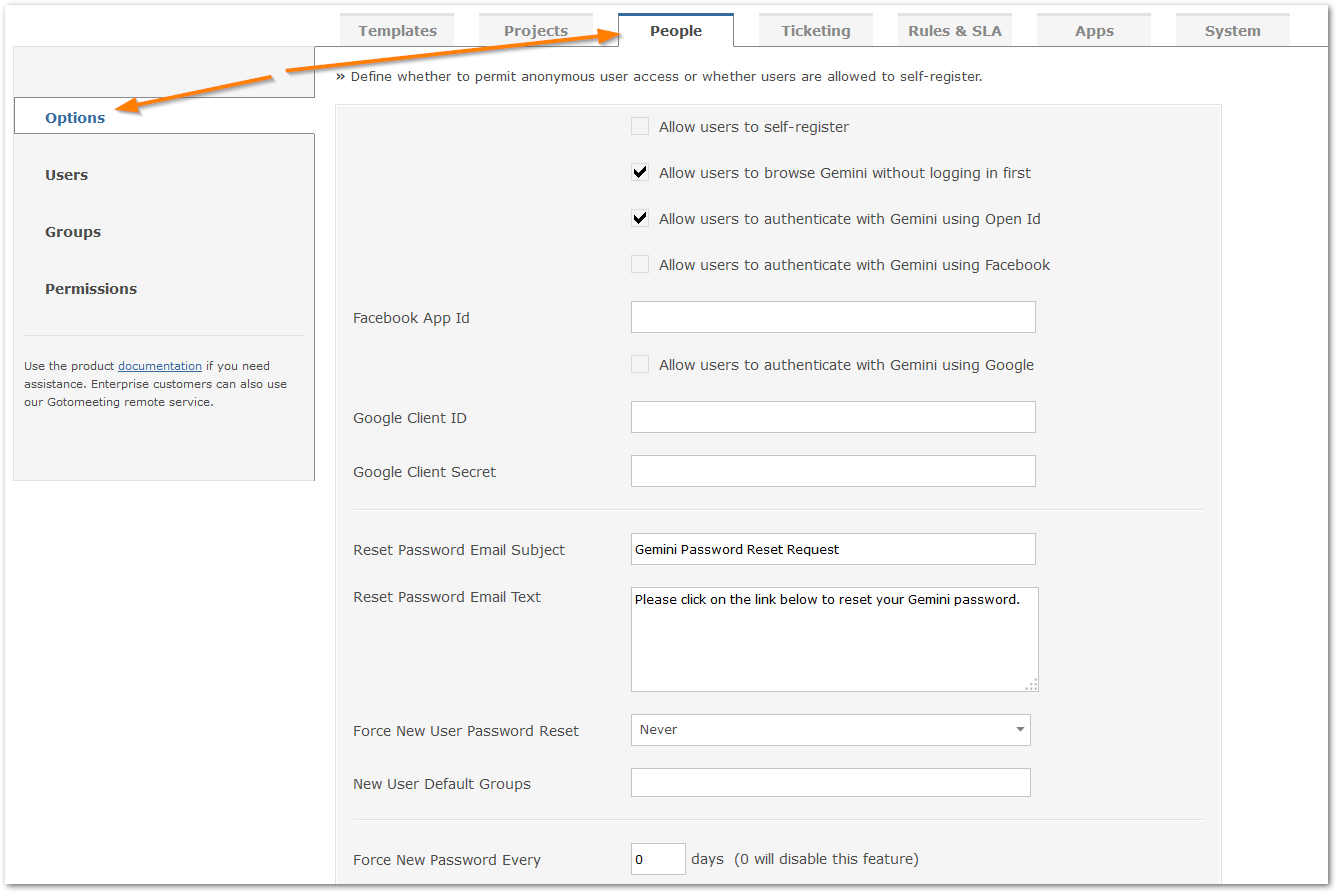 Templates
Projects
People
Ticketing
Rules & SLA
Apps
System
» Define whether to permit anonymous user access or whether users are allowed to self-register.
Options
Users
Groups
Permissions
Use the product documentation if you need
assistance. Enterprise customers can also use
our Gotomeeting remote service.
Allow users to self-register
Allow users to browse Gemini without logging in first
Allow users to authenticate with Gemini using Open Id
Allow users to authenticate with Gemini using Facebook
Facebook App Id
Allow users to authenticate with Gemini using Google
Google Client ID
Google Client Secret
Reset Password Email Subject
Gemini Password Reset Request
Reset Password Email Text
Please click on the link below to reset your Gemini password.
Force New User Password Reset
Never
New User Default Groups
Force New Password Every
0
days (0 will disable this feature)